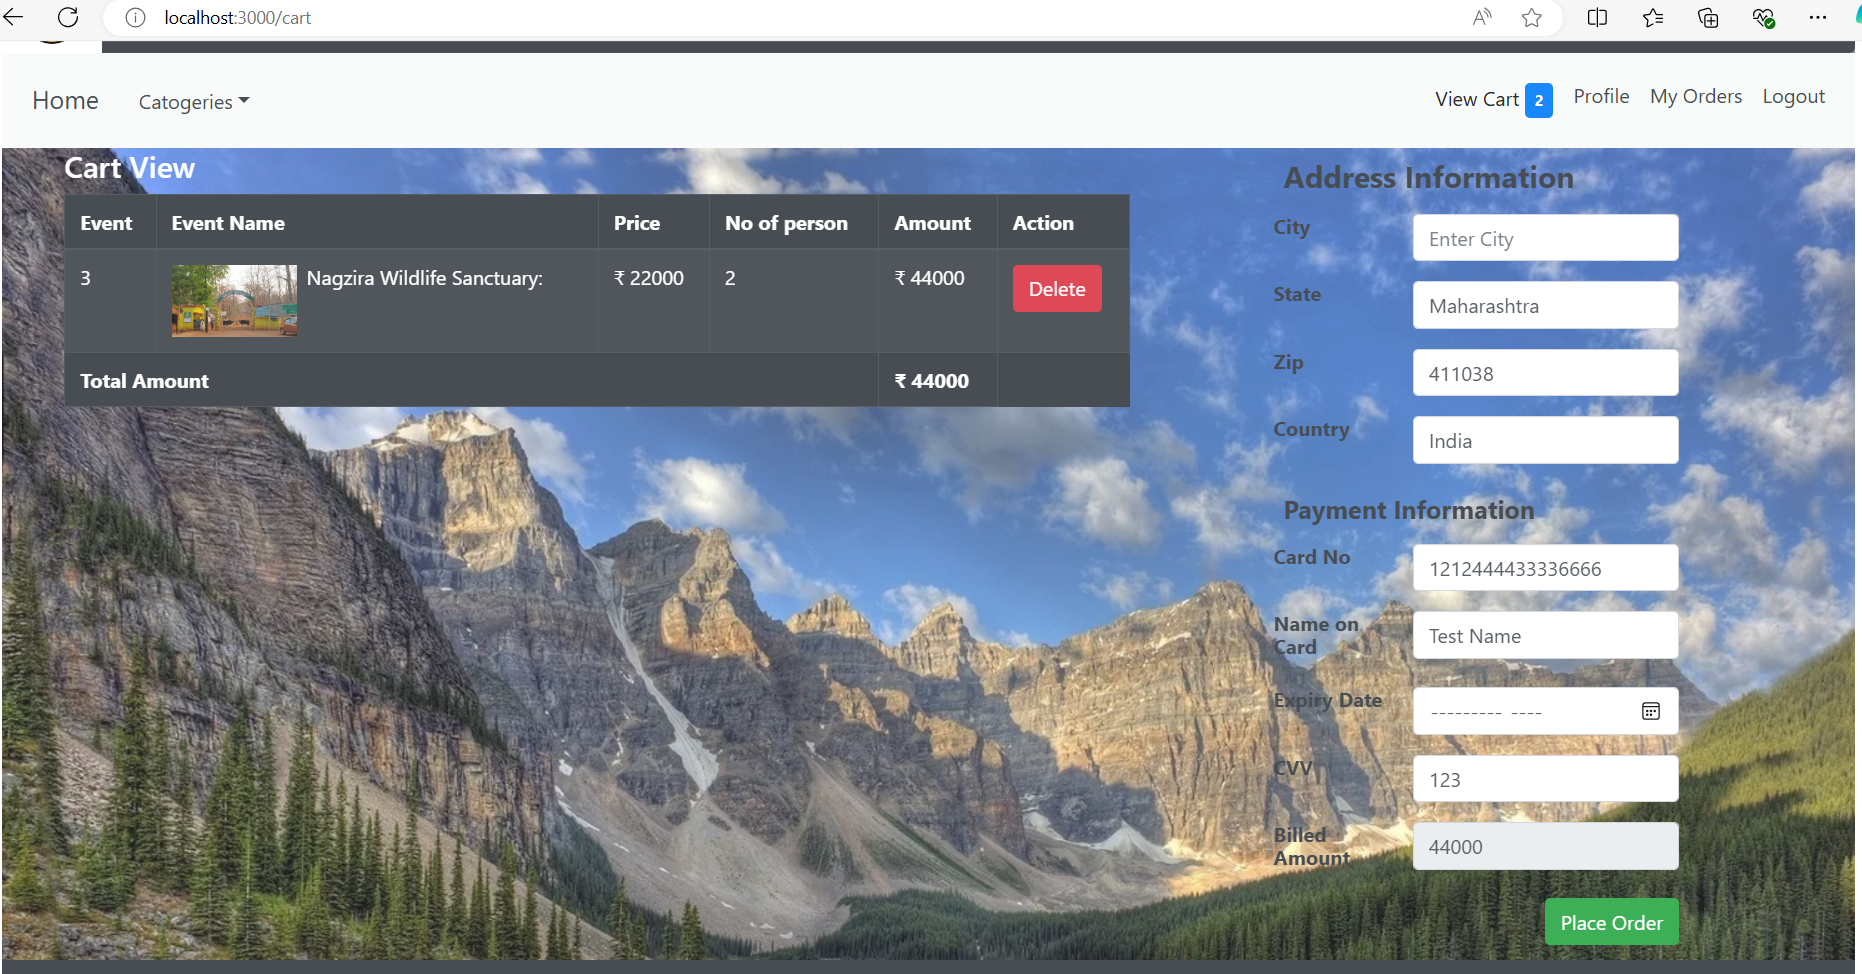 localhost:3000/cart
Home Catogeries View Cart 2 Profile My Orders Logout
Cart View
Event Event Name Price No of person Amount Action
3 Nagzira Wildlife Sanctuary: ₹ 22000 2 ₹ 44000 Delete
Total Amount ₹ 44000
Address Information
City Enter City
State Maharashtra
Zip 411038
Country India
Payment Information
Card No 1212444433336666
Name on
Card Test Name
Expiry Date --------- ----
CVV 123
Billed
Amount 44000
Place Order